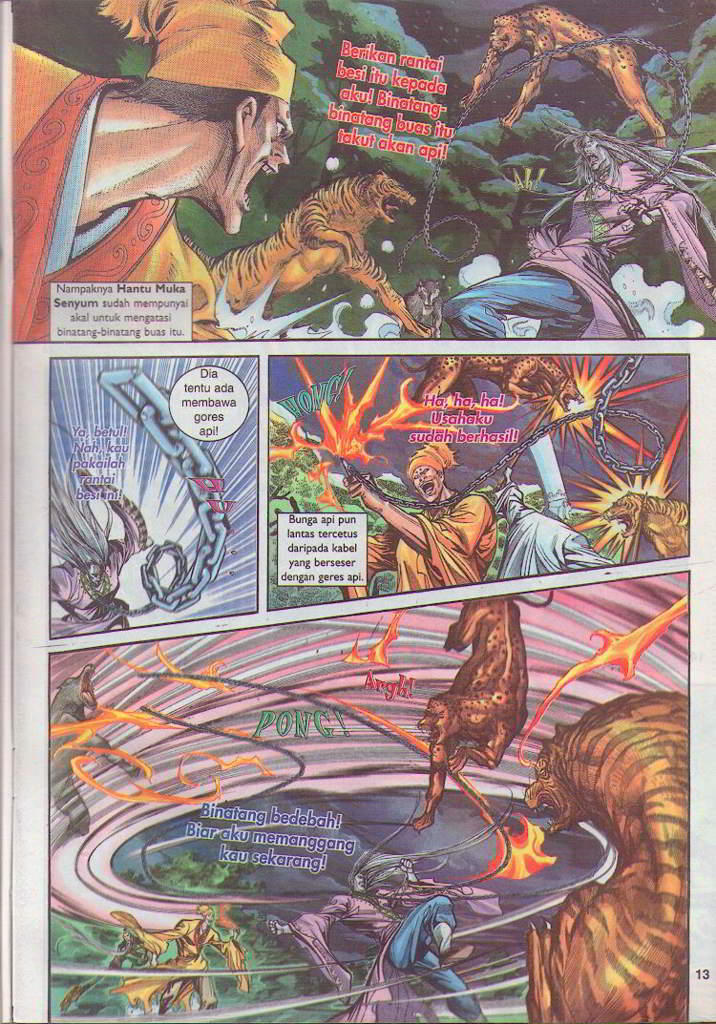 Berikan rantai
besi itu kepada
aku! Binatang-
binatang buas itu
takut akan api!
Ah!
Nampaknya Hantu Muka
Senyum sudah mempunyai
akal untuk mengatasi
binatang-binatang buas itu.
Dia
tentu ada
membawa
gores
api!
Ya, betul!
Nah, kau
pakailah
rantai
besi ini!
HONG!
Ha, ha, ha!
Usahaku
sudah berhasil!
Bunga api pun
lantas tercetus
daripada kabel
yang berseser
dengan geres api.
Argh!
PONG!
Binatang bedebah!
Biar aku memanggang
kau sekarang!
13